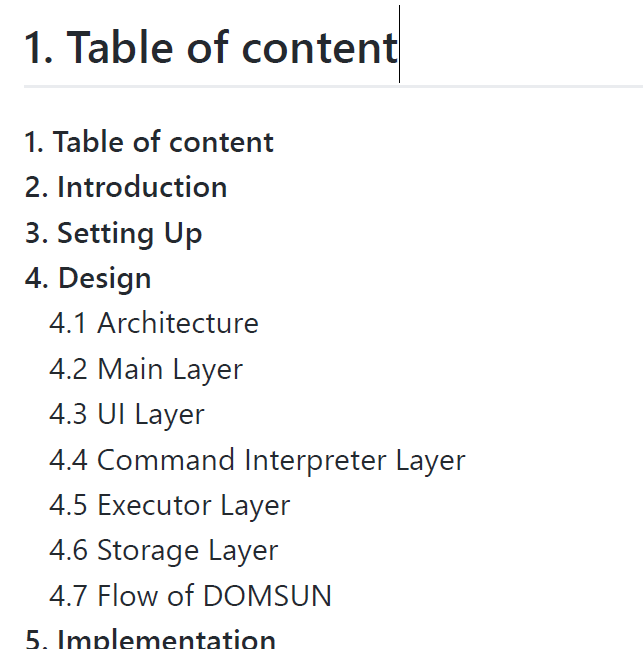 1. Table of content
1. Table of content
2. Introduction
3. Setting Up
4. Design
4.1 Architecture
4.2 Main Layer
4.3 UI Layer
4.4 Command Interpreter Layer
4.5 Executor Layer
4.6 Storage Layer
4.7 Flow of DOMSUN
5. Implementation